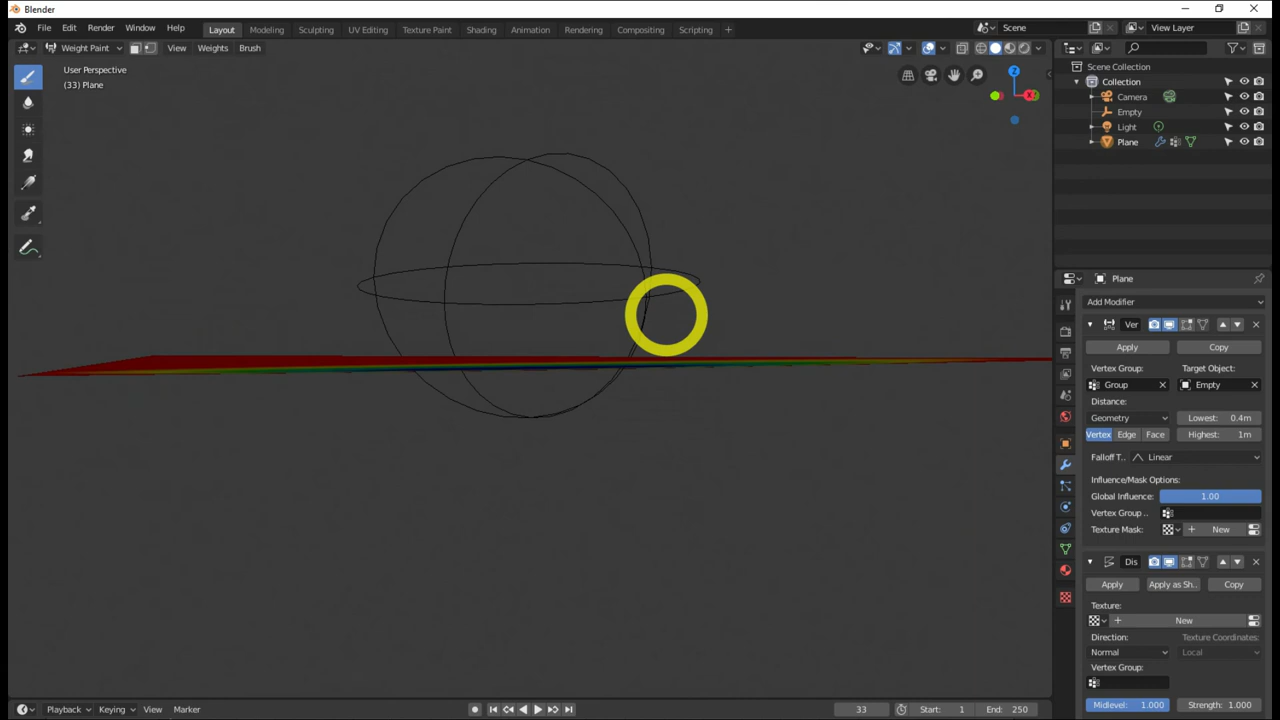 Blender
File Edit Render Window Help
Layout Modeling Sculpting UV Editing Texture Paint Shading Animation Rendering Compositing Scripting +
Scene
View Layer
Weight Paint View Weights Brush
User Perspective
(33) Plane
Z
X
Scene Collection
Collection
Camera
Empty
Light
Plane
Plane
Add Modifier
Ver
Apply Copy
Vertex Group: Target Object:
Group Empty
Distance:
Geometry Lowest: 0.4m
Vertex Edge Face Highest: 1m
Falloff T.. Linear
Influence/Mask Options:
Global Influence: 1.00
Vertex Group ..
Texture Mask: New
Dis
Apply Apply as Sh.. Copy
Texture:
New
Direction: Texture Coordinates:
Normal Local
Vertex Group:
Midlevel: 1.000 Strength: 1.000
Playback Keying View Marker 33 Start: 1 End: 250